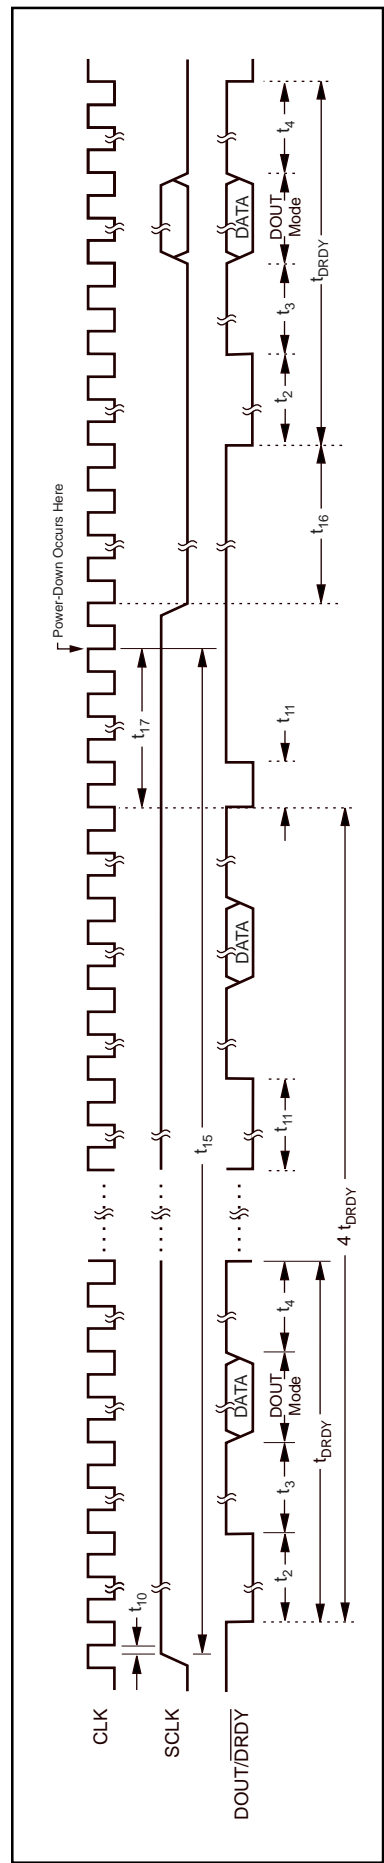 Power-Down Occurs Here
CLK
t10
t17
SCLK
t15
DOUT/DRDY
DATA
DATA
DATA
t2
t3
DOUT
Mode
t4
t11
t11
t16
t2
t3
DOUT
Mode
t4
tDRDY
tDRDY
4 tDRDY